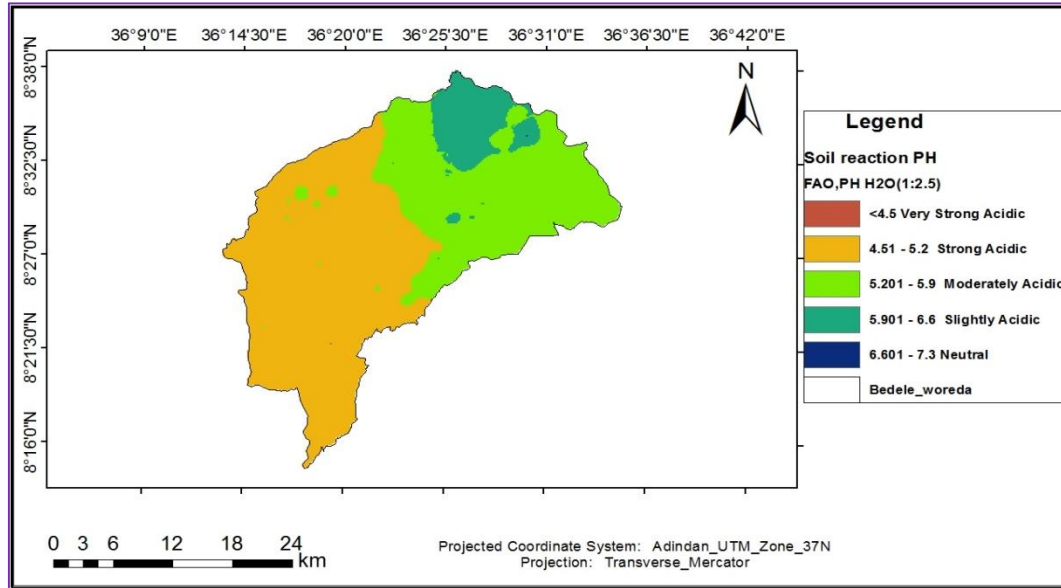 36°9'0"E 36°14'30"E 36°20'0"E 36°25'30"E 36°31'0"E 36°36'30"E 36°42'0"E
8°38'0"N
8°32'30"N
8°27'0"N
8°21'30"N
8°16'0"N
N
Legend
Soil reaction PH
FAO,PH H2O(1:2.5)
<4.5 Very Strong Acidic
4.51 - 5.2 Strong Acidic
5.201 - 5.9 Moderately Acidic
5.901 - 6.6 Slightly Acidic
6.601 - 7.3 Neutral
Bedele_woreda
0 3 6 12 18 24
km
Projected Coordinate System: Adindan_UTM_Zone_37N
Projection: Transverse_Mercator